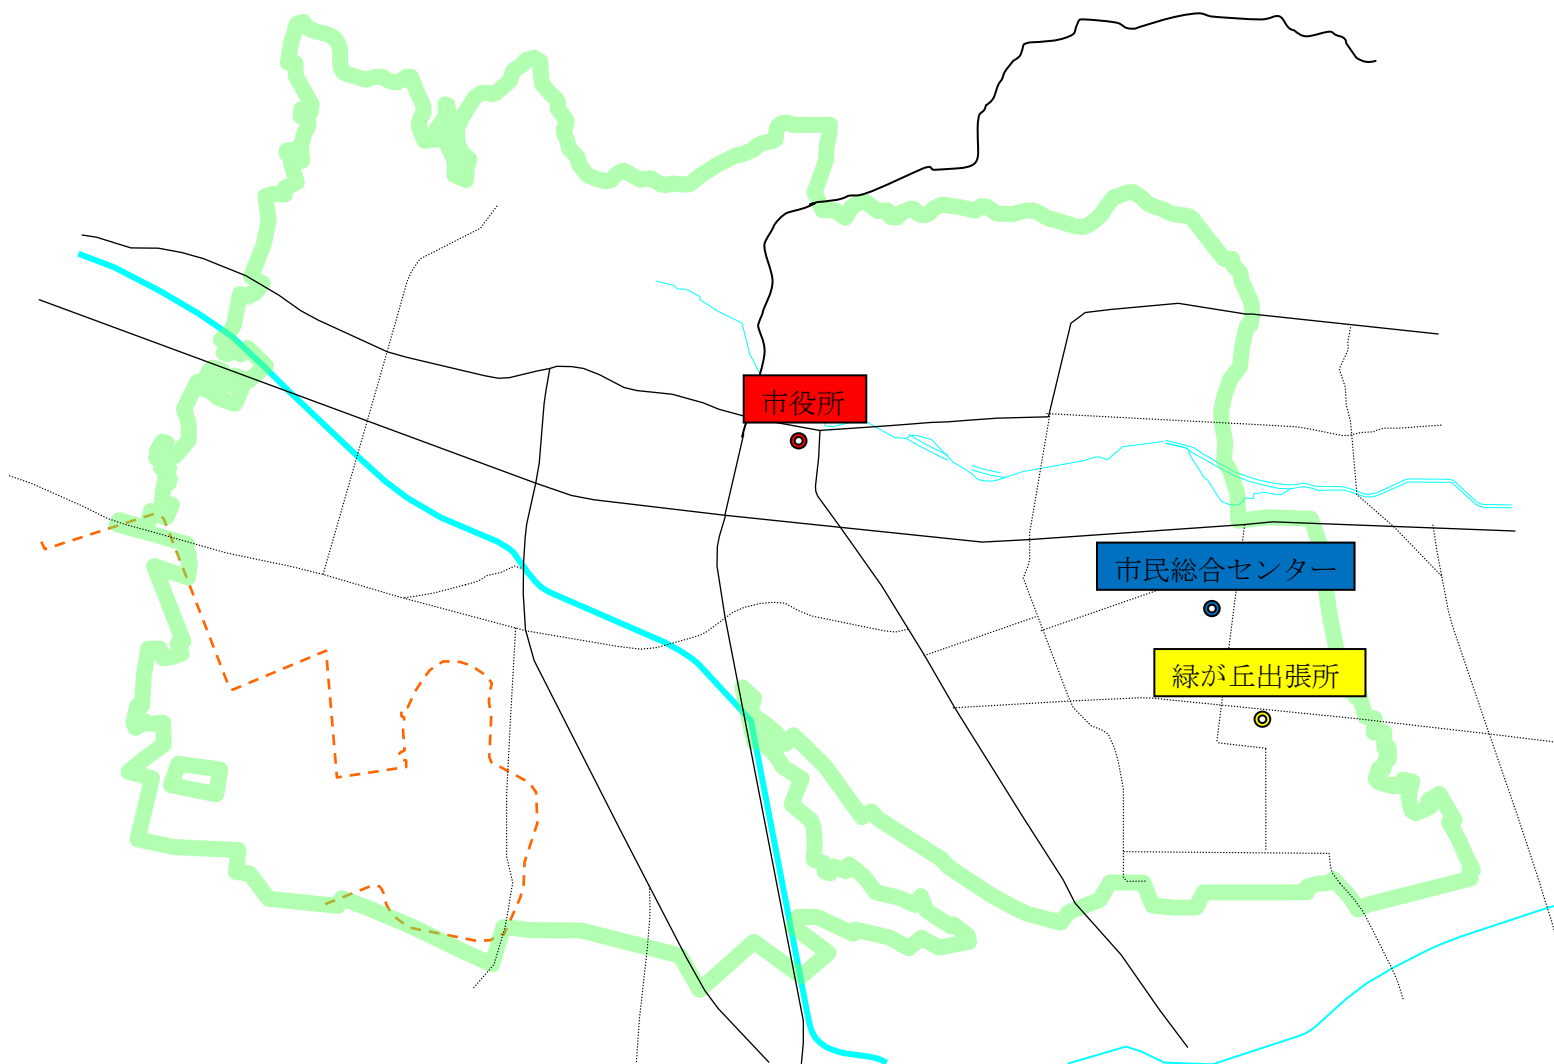 市役所
市民総合センター
緑が丘出張所